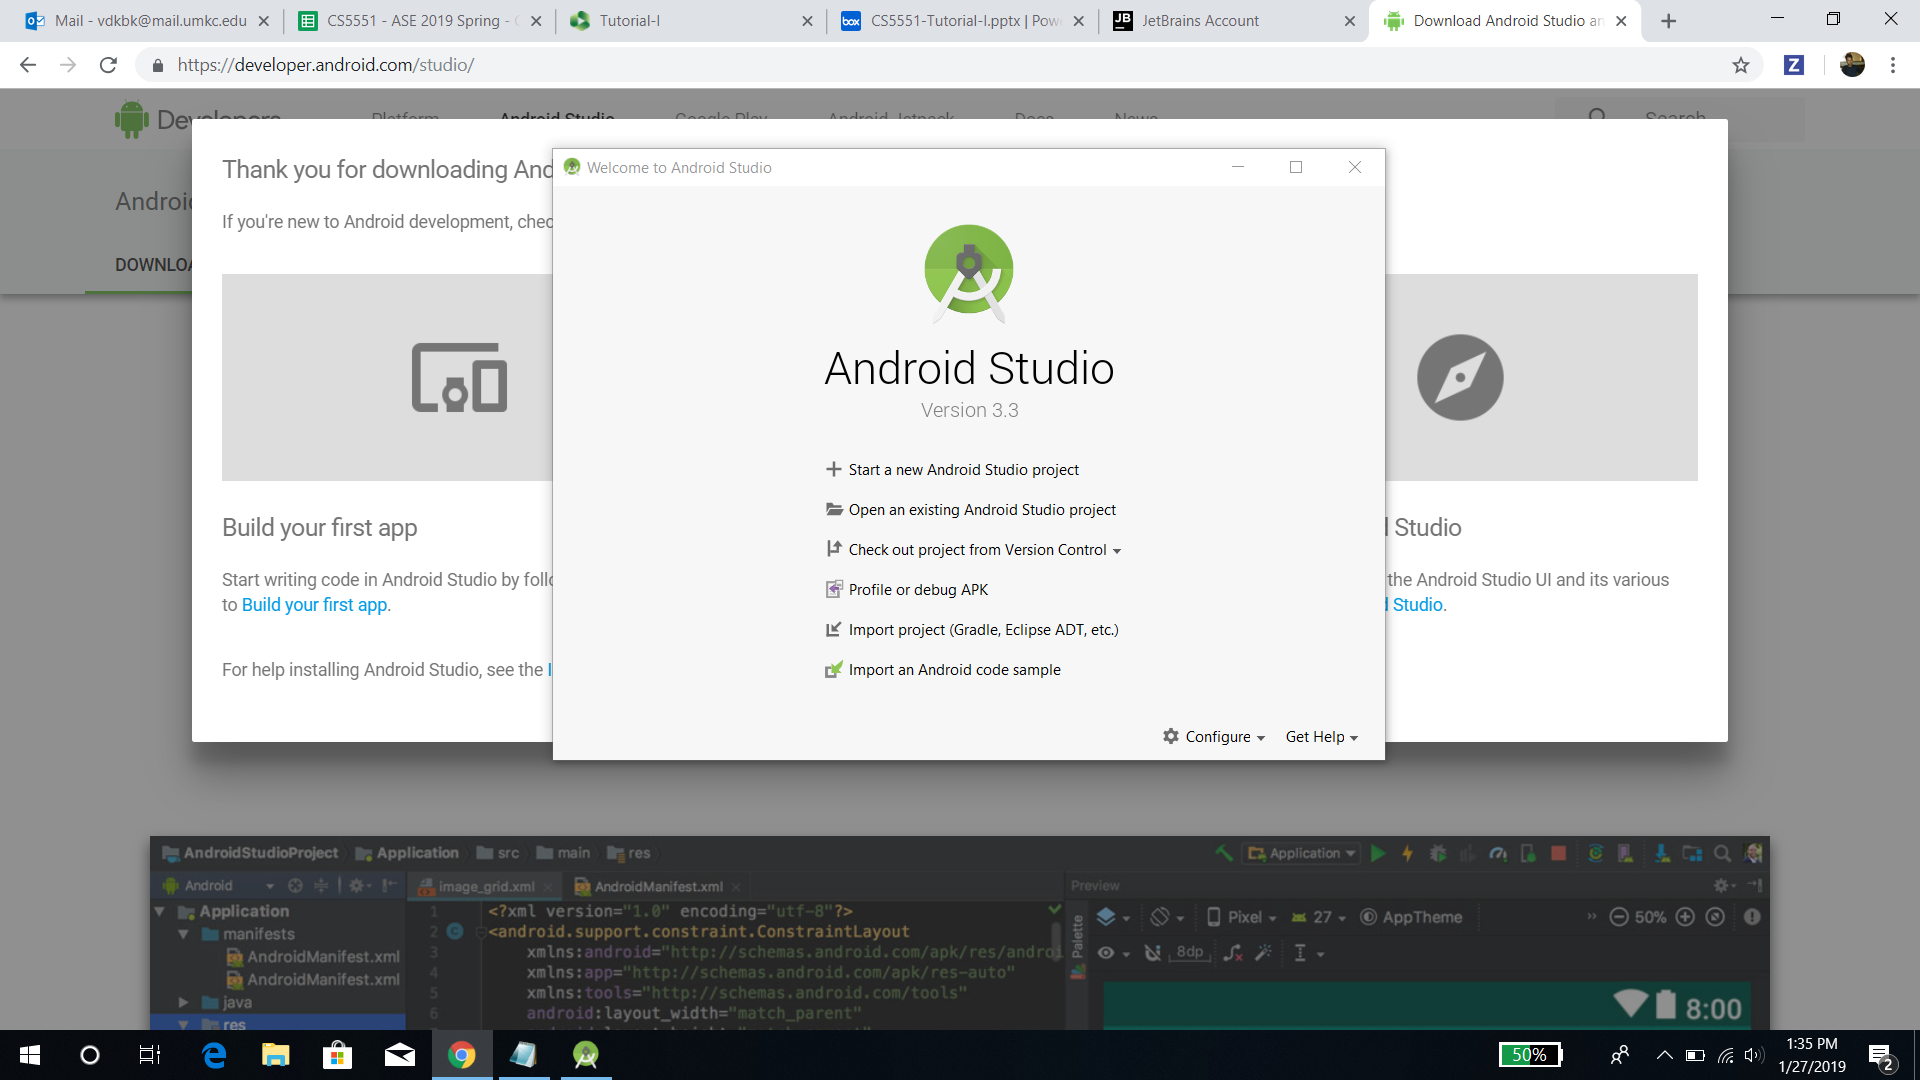 Mail - vdkbk@mail.umkc.edu
CS5551 - ASE 2019 Spring -
Tutorial-I
box
CS5551-Tutorial-I.pptx | Pow
JB
JetBrains Account
Download Android Studio an
https://developer.android.com/studio/
Z
Developers
Platform
Android Studio
Google Play
Android Jetpack
Docs
News
Search
Android
DOWNLOA
Thank you for downloading And
If you're new to Android development, chec
Build your first app
Start writing code in Android Studio by foll
to Build your first app.
For help installing Android Studio, see the I
d Studio
the Android Studio UI and its various
d Studio.
Welcome to Android Studio
Android Studio
Version 3.3
Start a new Android Studio project
Open an existing Android Studio project
Check out project from Version Control
Profile or debug APK
Import project (Gradle, Eclipse ADT, etc.)
Import an Android code sample
Configure
Get Help
AndroidStudioProject
Application
src
main
res
Application
Android
image_grid.xml
AndroidManifest.xml
Preview
Application
manifests
AndroidManifest.xml
AndroidManifest.xml
java
res
1 <?xml version="1.0" encoding="utf-8"?>
2 <android.support.constraint.ConstraintLayout
3 xmlns:android="http://schemas.android.com/apk/res/androi
4 xmlns:app="http://schemas.android.com/apk/res-auto"
5 xmlns:tools="http://schemas.android.com/tools"
6 android:layout_width="match_parent"
Palette
Pixel
27
AppTheme
50%
8dp
8:00
50%
1:35 PM
1/27/2019
2